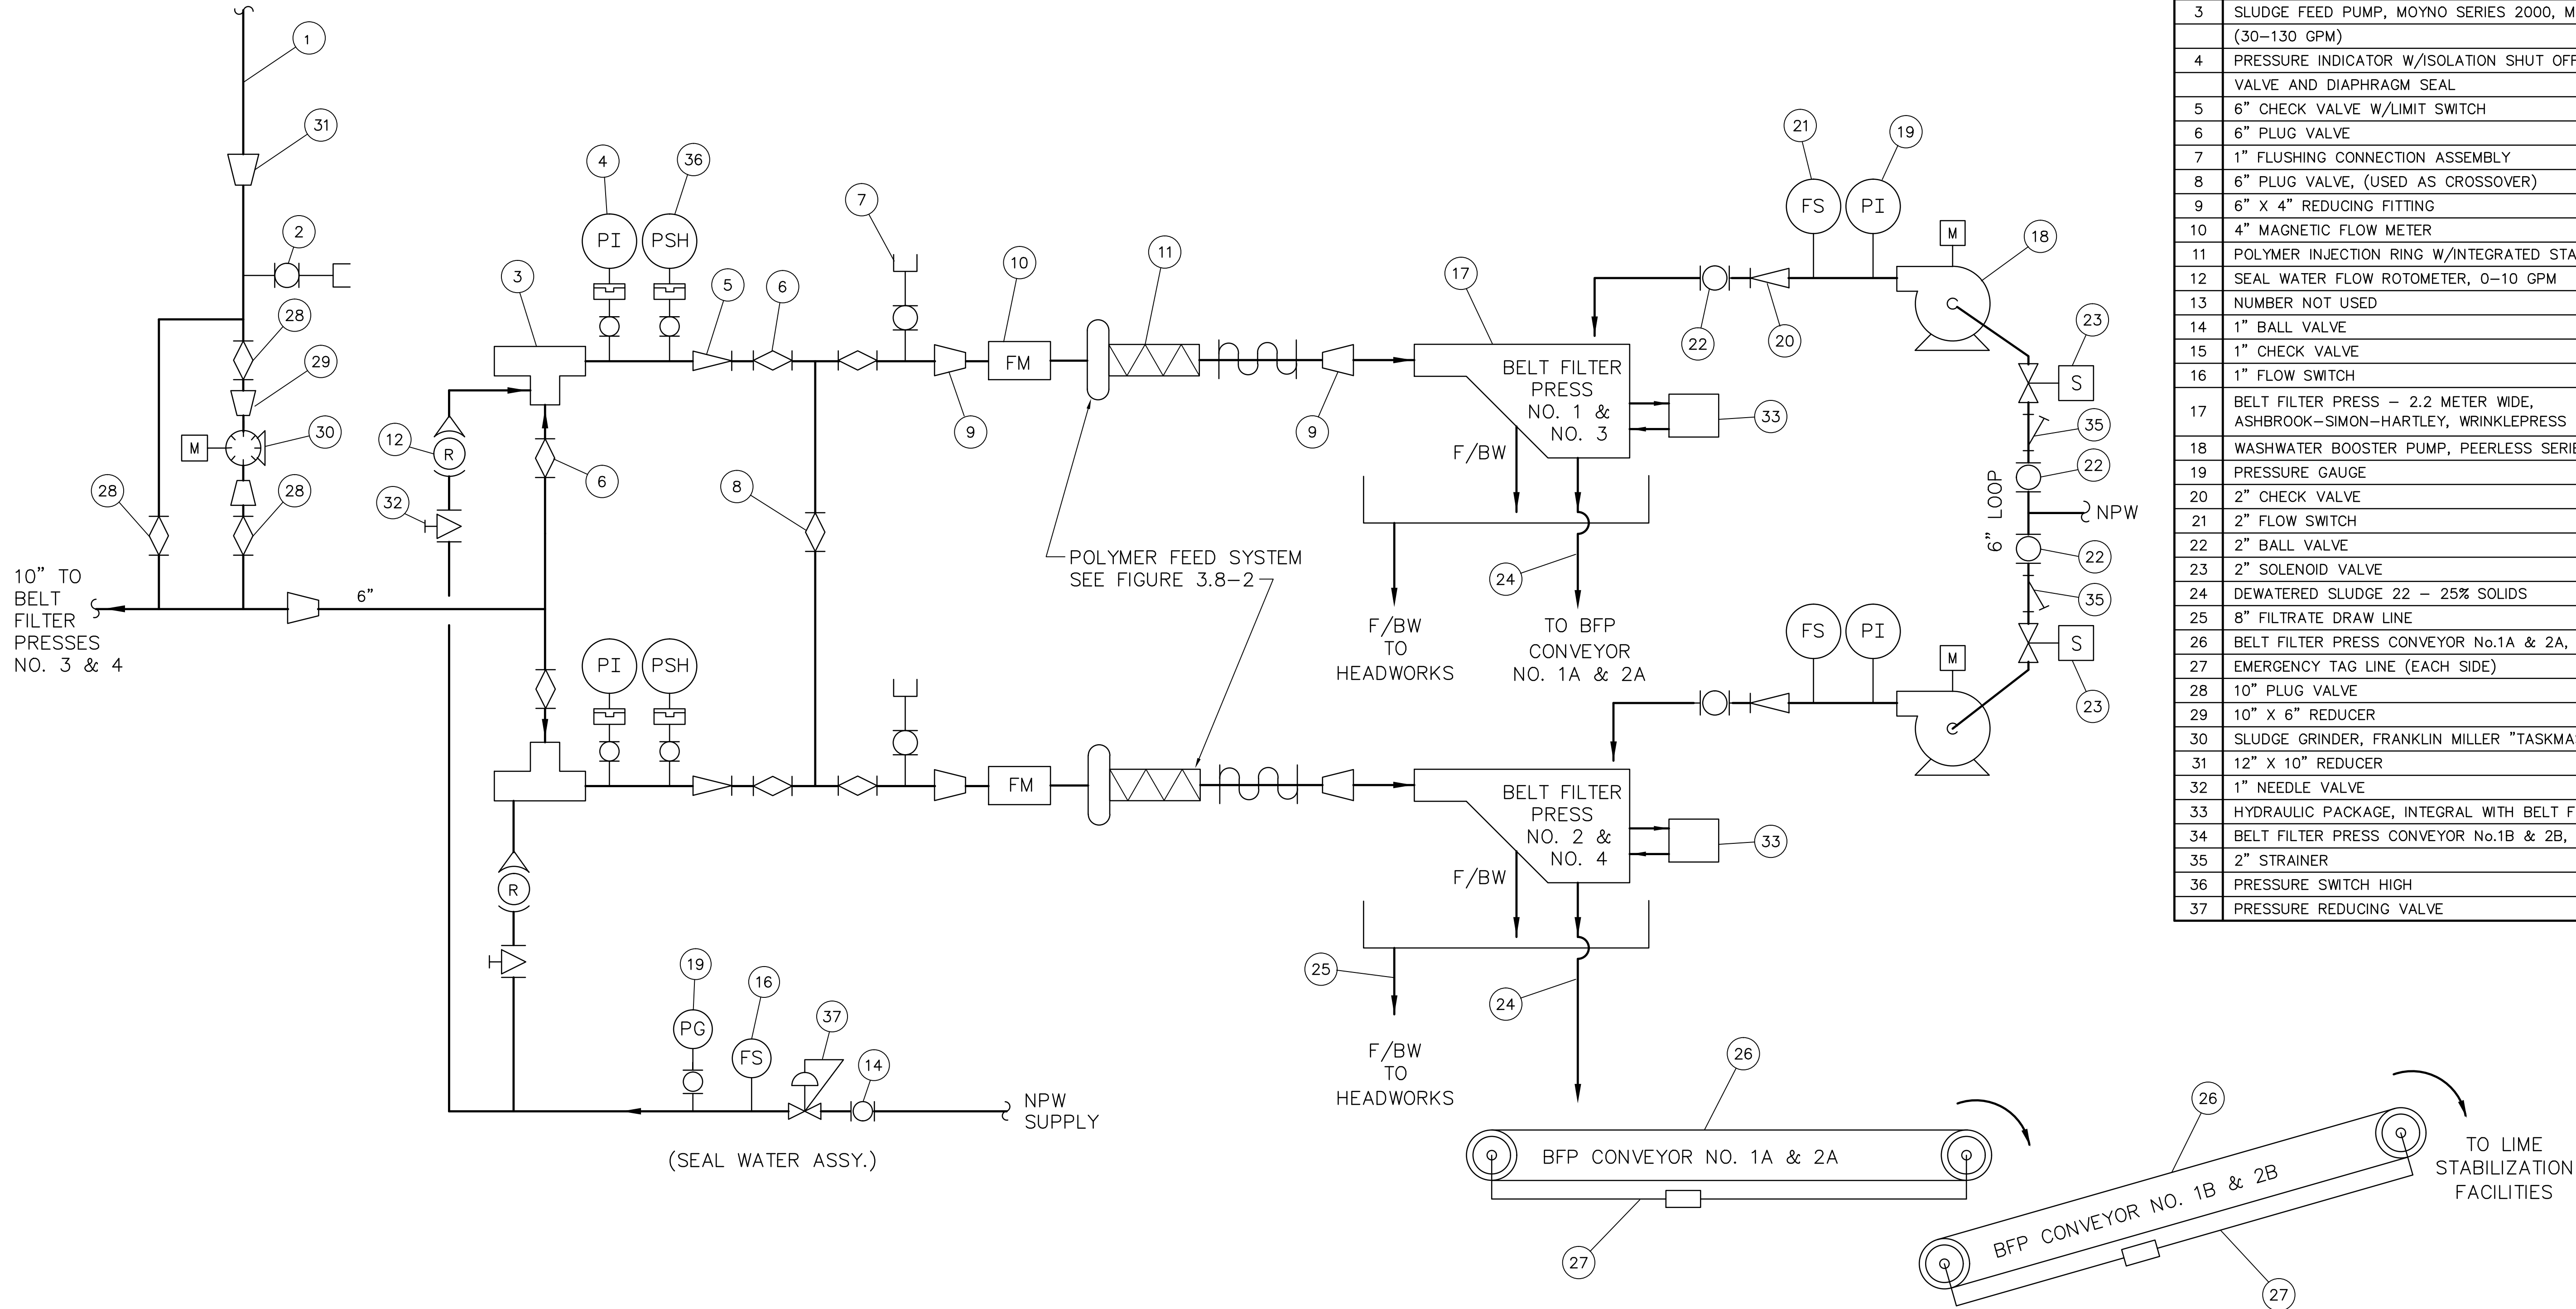 1
31
2
28
29
M
30
28
28
10" TO
BELT
FILTER
PRESSES
NO. 3 & 4
6"
12
R
32
3
4
36
PI
PSH
5
6
6
7
8
9
10
FM
11
9
POLYMER FEED SYSTEM
SEE FIGURE 3.8-2
17
BELT FILTER
PRESS
NO. 1 &
NO. 3
33
F/BW
24
F/BW
TO
HEADWORKS
TO BFP
CONVEYOR
NO. 1A & 2A
21
19
FS
PI
M
18
22
20
23
S
35
22
6" LOOP
NPW
22
35
S
23
FS
PI
M
PI
PSH
FM
BELT FILTER
PRESS
NO. 2 &
NO. 4
33
F/BW
25
24
F/BW
TO
HEADWORKS
R
19
PG
16
FS
37
14
NPW
SUPPLY
(SEAL WATER ASSY.)
26
BFP CONVEYOR NO. 1A & 2A
27
26
BFP CONVEYOR NO. 1B & 2B
27
TO LIME
STABILIZATION
FACILITIES
3 SLUDGE FEED PUMP, MOYNO SERIES 2000, M
(30-130 GPM)
4 PRESSURE INDICATOR W/ISOLATION SHUT OFF
VALVE AND DIAPHRAGM SEAL
5 6" CHECK VALVE W/LIMIT SWITCH
6 6" PLUG VALVE
7 1" FLUSHING CONNECTION ASSEMBLY
8 6" PLUG VALVE, (USED AS CROSSOVER)
9 6" X 4" REDUCING FITTING
10 4" MAGNETIC FLOW METER
11 POLYMER INJECTION RING W/INTEGRATED STA
12 SEAL WATER FLOW ROTOMETER, 0-10 GPM
13 NUMBER NOT USED
14 1" BALL VALVE
15 1" CHECK VALVE
16 1" FLOW SWITCH
17 BELT FILTER PRESS - 2.2 METER WIDE,
ASHBROOK-SIMON-HARTLEY, WRINKLEPRESS
18 WASHWATER BOOSTER PUMP, PEERLESS SERIE
19 PRESSURE GAUGE
20 2" CHECK VALVE
21 2" FLOW SWITCH
22 2" BALL VALVE
23 2" SOLENOID VALVE
24 DEWATERED SLUDGE 22 - 25% SOLIDS
25 8" FILTRATE DRAW LINE
26 BELT FILTER PRESS CONVEYOR No.1A & 2A,
27 EMERGENCY TAG LINE (EACH SIDE)
28 10" PLUG VALVE
29 10" X 6" REDUCER
30 SLUDGE GRINDER, FRANKLIN MILLER "TASKMA
31 12" X 10" REDUCER
32 1" NEEDLE VALVE
33 HYDRAULIC PACKAGE, INTEGRAL WITH BELT F
34 BELT FILTER PRESS CONVEYOR No.1B & 2B,
35 2" STRAINER
36 PRESSURE SWITCH HIGH
37 PRESSURE REDUCING VALVE